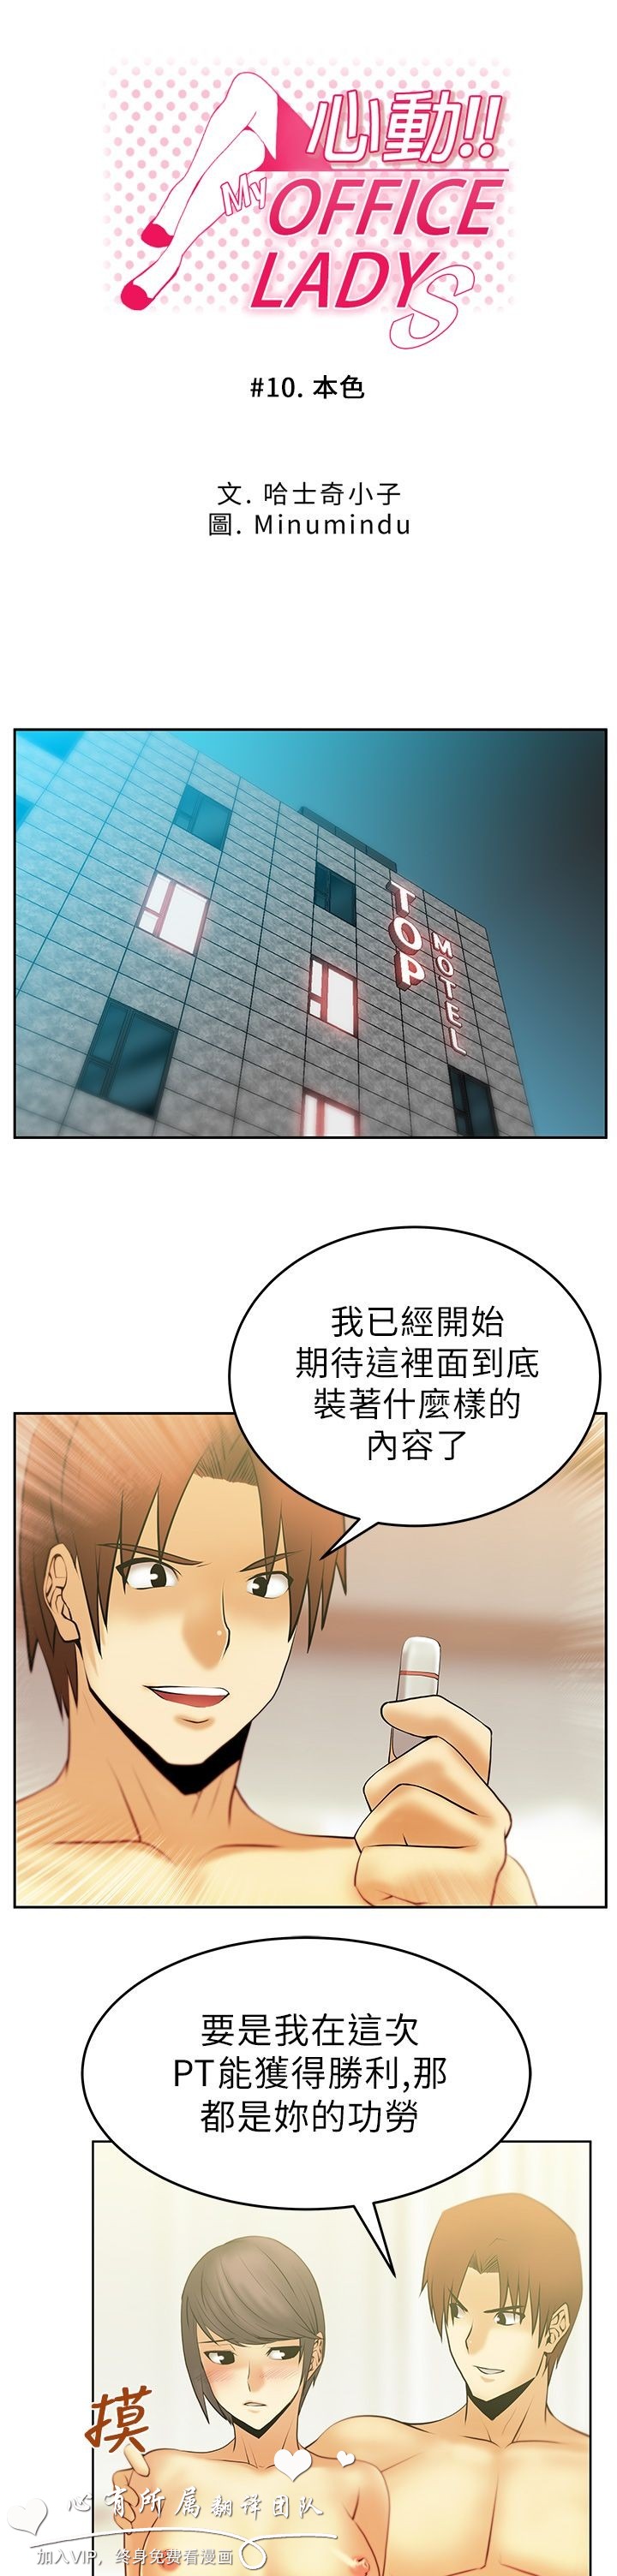 心動!!
My OFFICE
LADYS
#10. 本色
文. 哈士奇小子
圖. Minumindu
TOP
MOTEL
我已經開始
期待這裡面到底
裝著什麼樣的
內容了
要是我在這次
PT能獲得勝利,那
都是妳的功勞
摸
心有所属翻译团队
加入VIP，终身免费看漫画